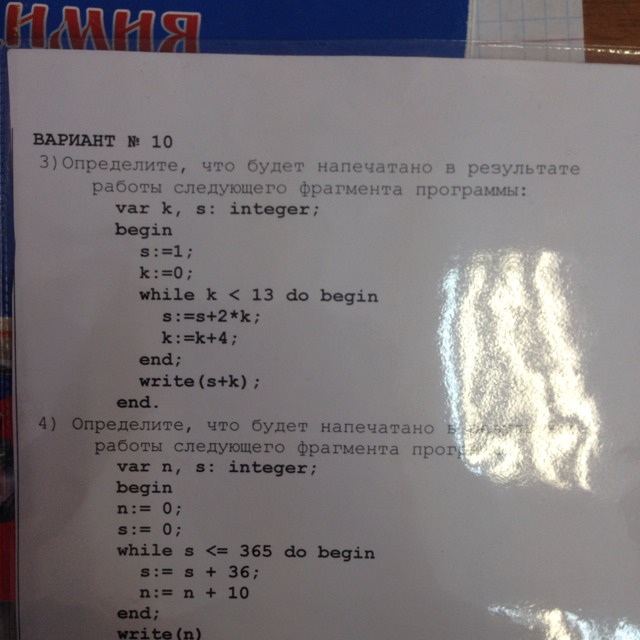 ИМИЯ
ВАРИАНТ № 10
3)Определите, что будет напечатано в результате
работы следующего фрагмента программы:
var k, s: integer;
begin
s:=1;
k:=0;
while k < 13 do begin
s:=s+2*k;
k:=k+4;
end;
write(s+k);
end.
4) Определите, что будет напечатано в
работы следующего фрагмента
var n, s: integer;
begin
n:= 0;
s:= 0;
while s <= 365 do begin
s:= s + 36;
n:= n + 10
end;
write(n)